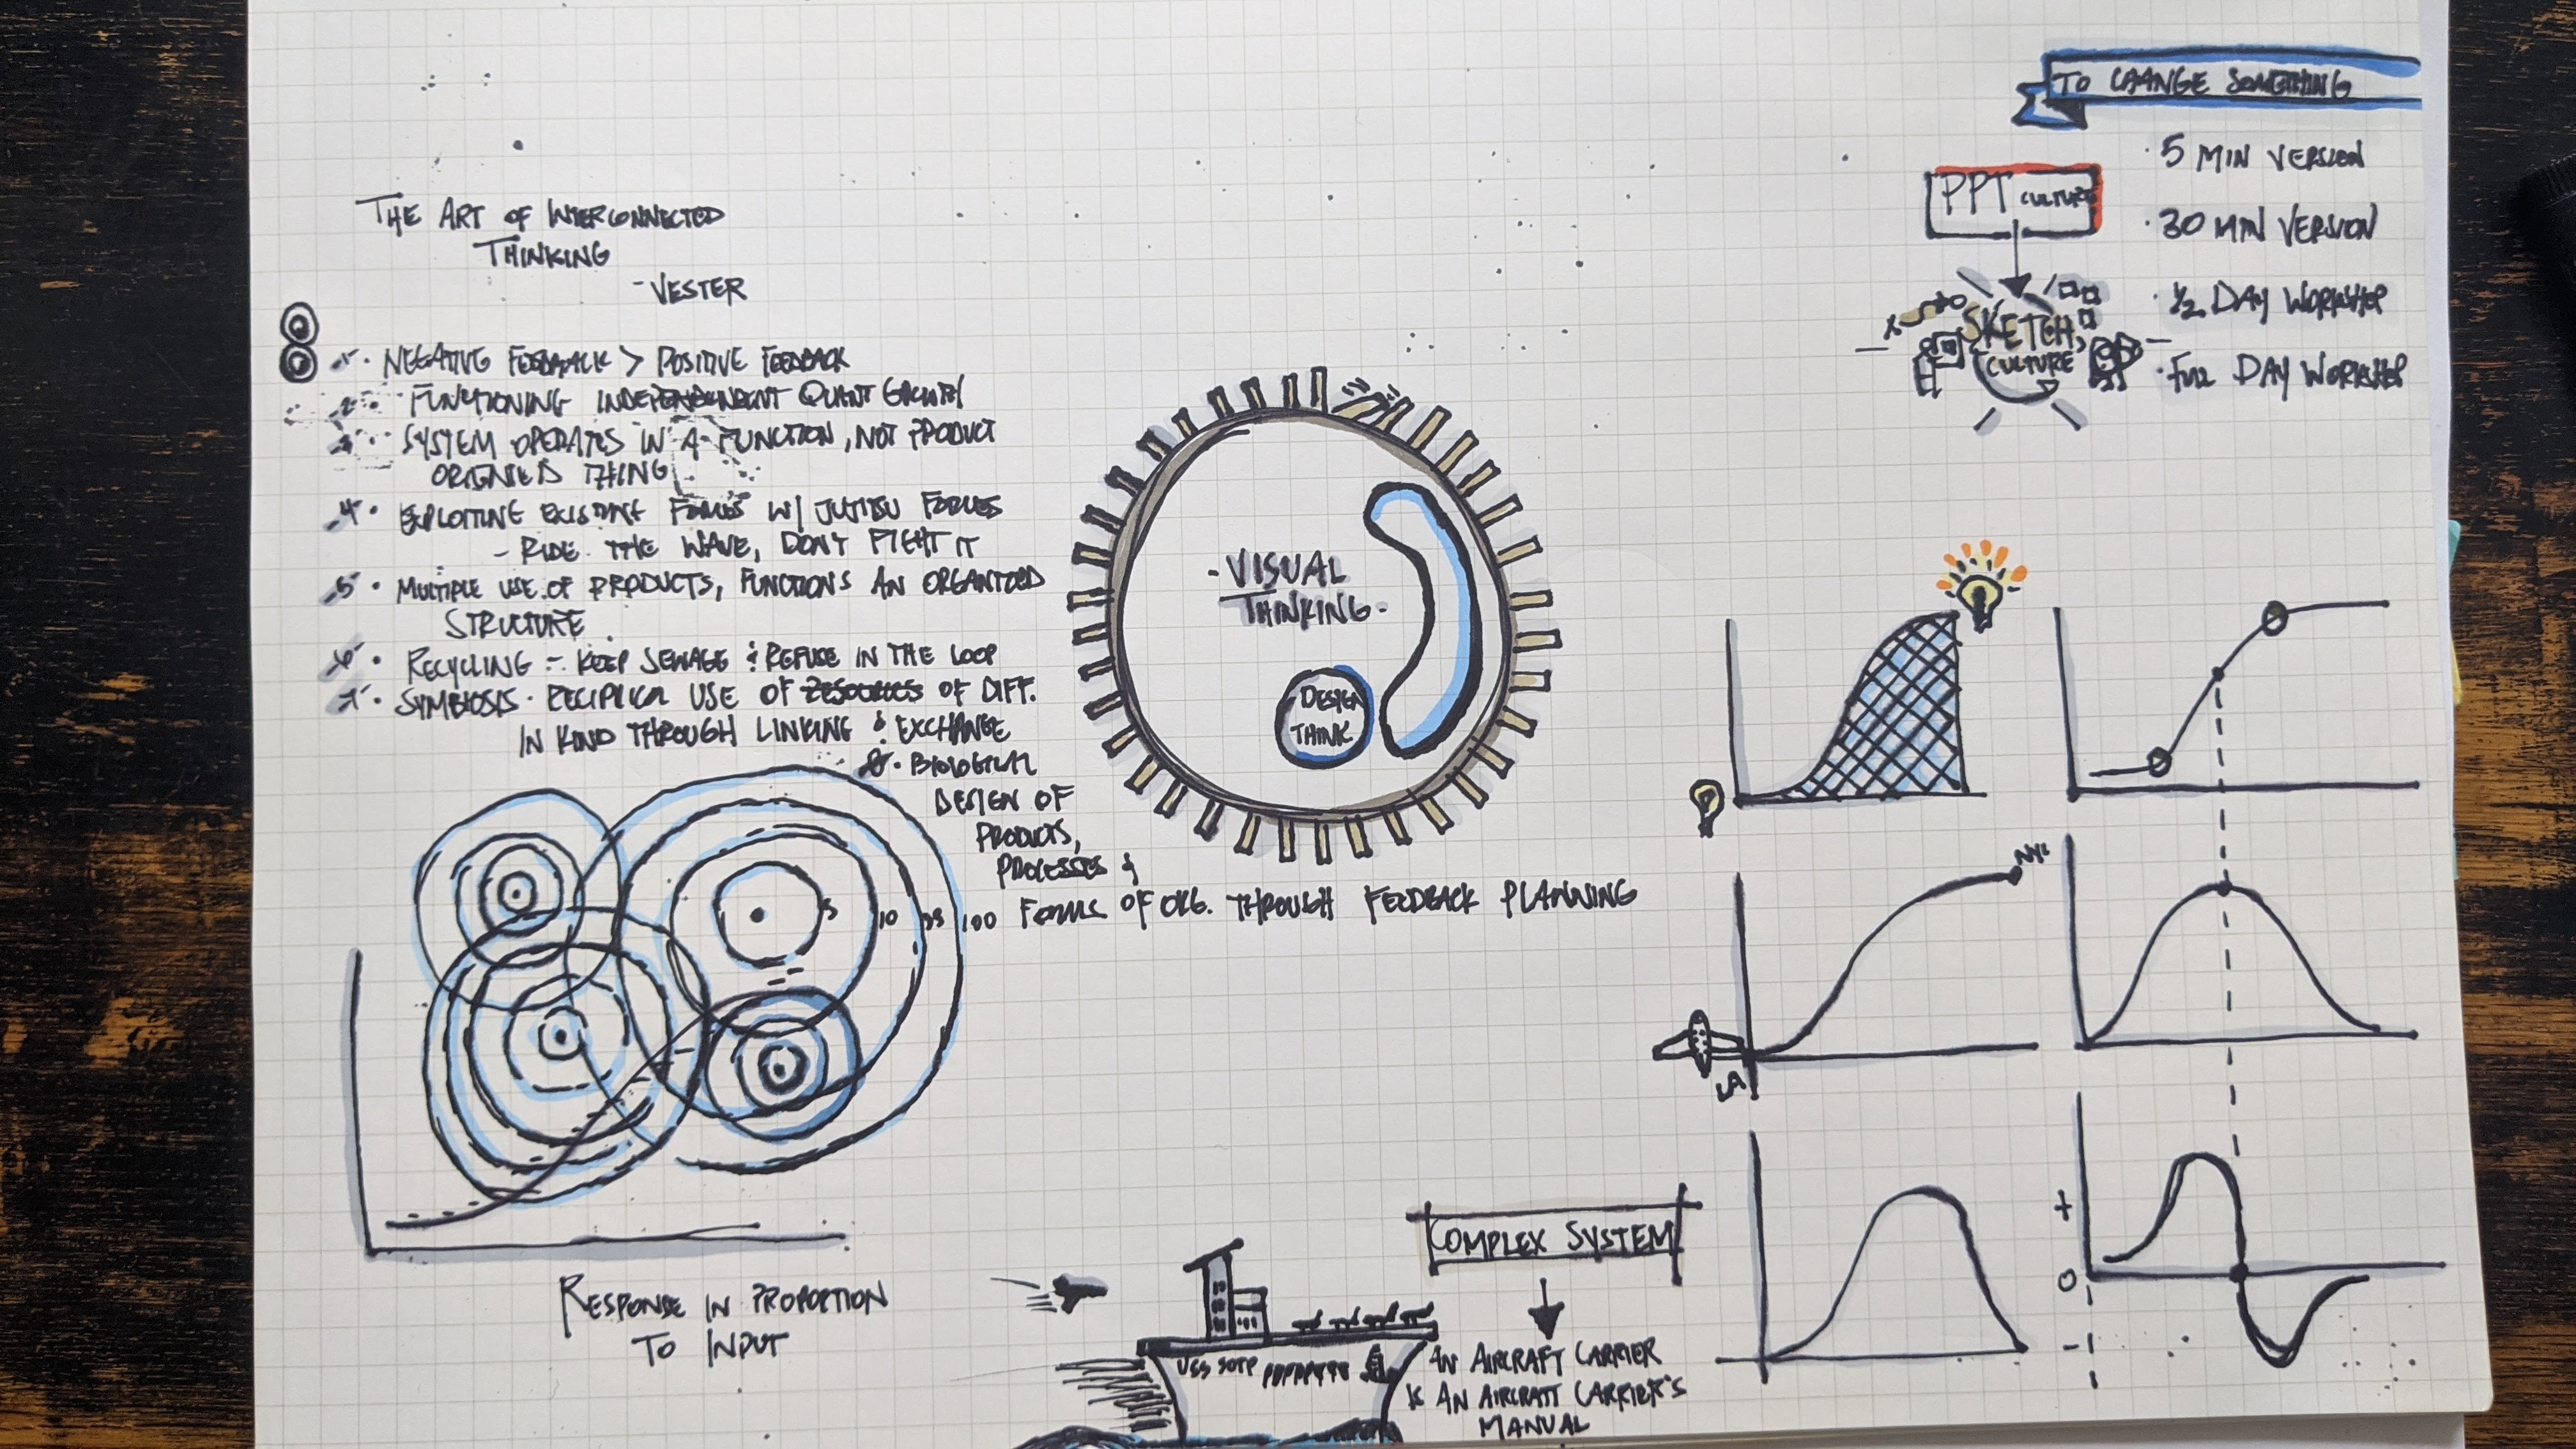 THE ART OF INTERCONNECTED
THINKING
- VESTER
1. NEGATIVE FEEDBACK > POSITIVE FEEDBACK
2. FUNCTIONING INDEPENDENT QUANT GROWTH
3. SYSTEM OPERATES IN A FUNCTION, NOT PRODUCT
THING
4. EXPLOITING EXISTING FORCES W/ JUJITSU FORCES
- RIDE THE WAVE, DON'T FIGHT IT
5. MULTIPLE USE OF PRODUCTS, FUNCTIONS AN ORGANIZED
STRUCTURE
6. RECYCLING - KEEP SEWAGE & REFUSE IN THE LOOP
7. SYMBIOSIS. USE OF RESOURCES OF DIFF.
IN KIND THROUGH LINKING & EXCHANGE
8. BIOLOGICAL
DESIGN OF
PRODUCTS,
PROCESSES &
FORMS OF ORG. THROUGH FEEDBACK PLANNING
5 10 100
RESPONSE IN PROPORTION
TO INPUT
- VISUAL
THINKING -
DESIGN
THINK
TO CHANGE SOMETHING
PPT CULTURE
SKETCH
CULTURE
· 5 MIN VERSION
· 30 MIN VERSION
· 1/2 DAY WORKSHOP
· FULL DAY WORKSHOP
NYC
LA
+
0
-
COMPLEX SYSTEM
USS
AN AIRCRAFT CARRIER
IS AN AIRCRAFT CARRIER'S
MANUAL